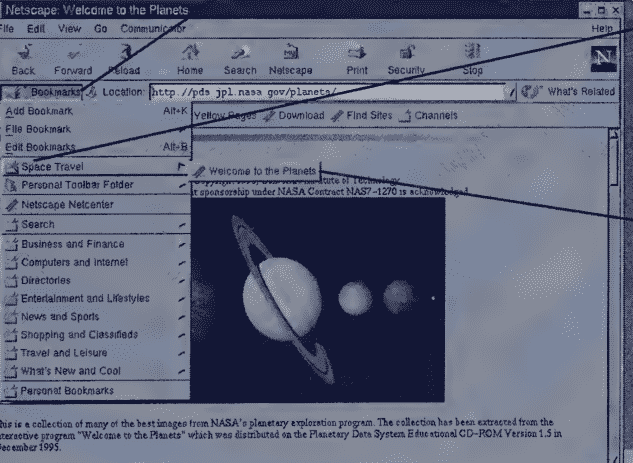 Netscape: Welcome to the Planets
File Edit View Go Communicator Help
Back Forward Reload Home Search Netscape Print Security Stop
N
Bookmarks Location: http://pds.jpl.nasa.gov/planets/ What's Related
Add Bookmark Alt+K
Yellow Pages Download Find Sites Channels
File Bookmark
Edit Bookmarks Alt+B
Space Travel
Welcome to the Planets
Personal Toolbar Folder
Institute of Technology
sponsorship under NASA Contract NAS7-1270 is acknowledged
Netscape Netcenter
Search
Business and Finance
Computers and Internet
Directories
Entertainment and Lifestyles
News and Sports
Shopping and Classifieds
Travel and Leisure
What's New and Cool
Personal Bookmarks
This is a collection of many of the best images from NASA's planetary exploration program. The collection has been extracted from the
interactive program "Welcome to the Planets" which was distributed on the Planetary Data System Educational CD-ROM Version 1.5 in
December 1995.